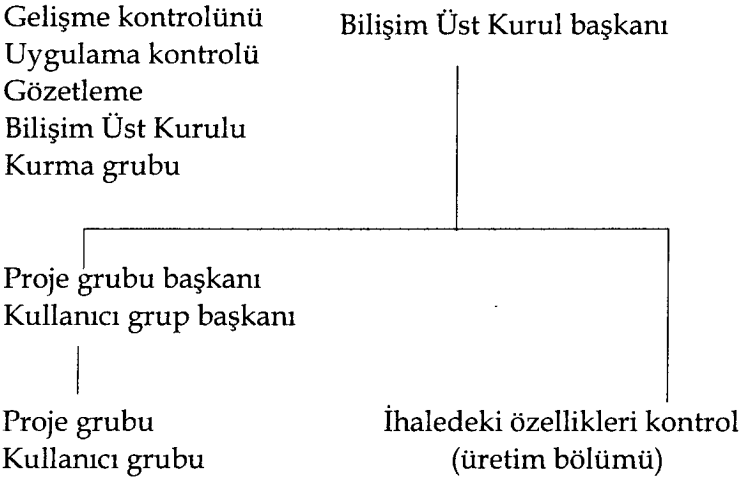 Gelişme kontrolünü
Uygulama kontrolü
Gözetleme
Bilişim Üst Kurulu
Kurma grubu
Bilişim Üst Kurul başkanı
Proje grubu başkanı
Kullanıcı grup başkanı
Proje grubu
Kullanıcı grubu
İhaledeki özellikleri kontrol
(üretim bölümü)